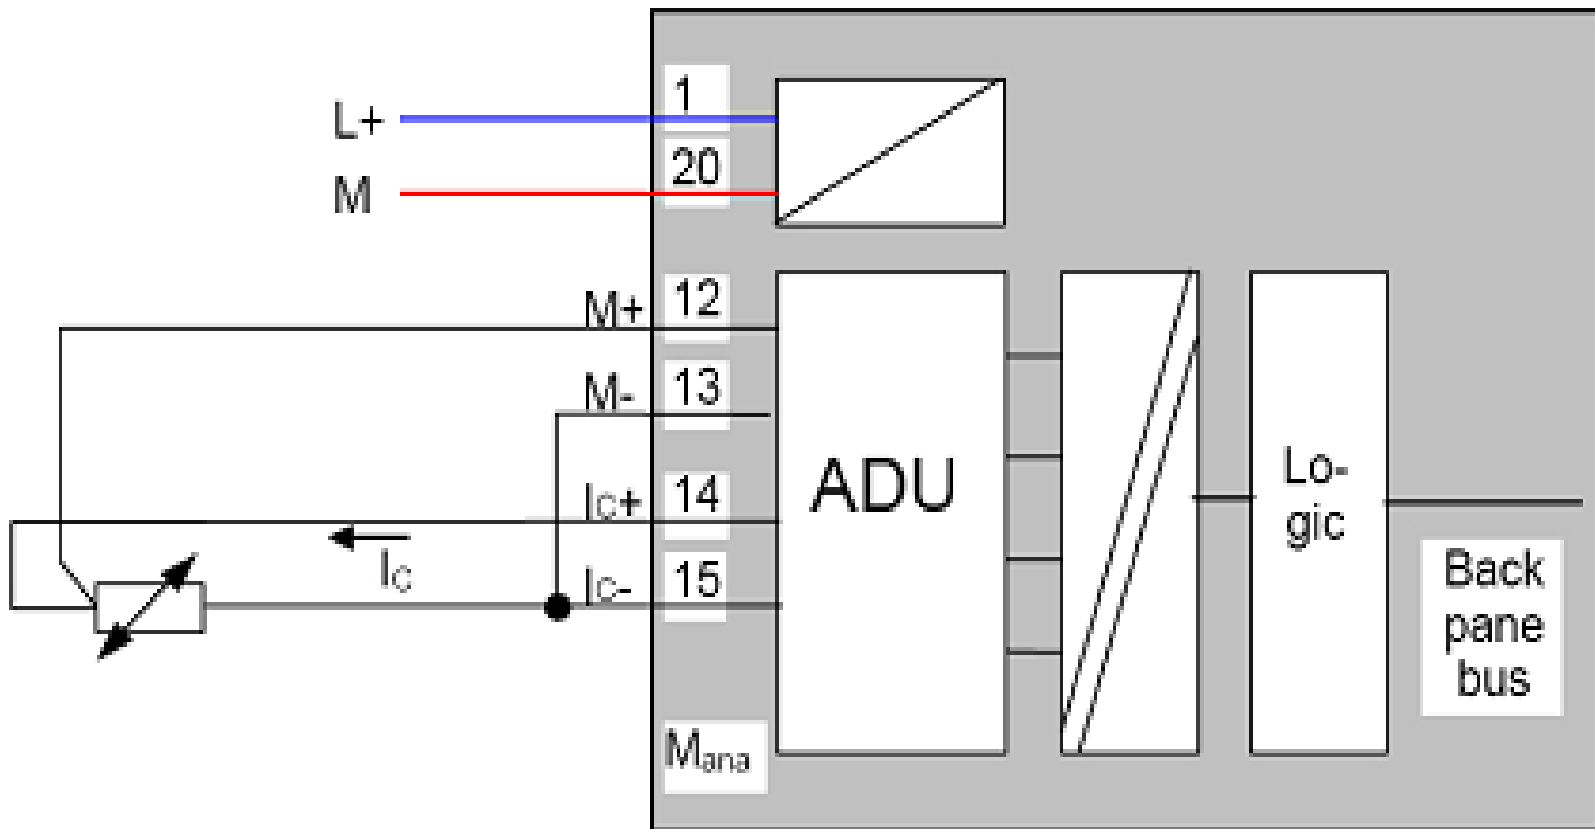 L+ 1
M 20
M+ 12
M- 13
IC+ 14
IC
IC- 15
Mana
ADU
Lo-
gic
Back
pane
bus